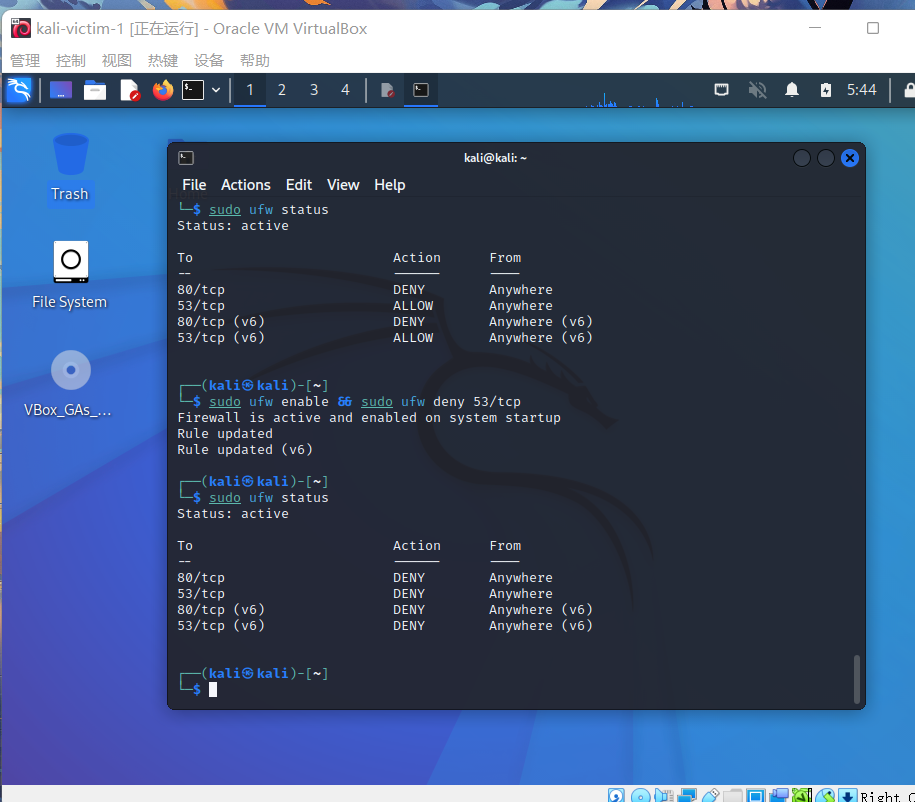 kali-victim-1 [正在运行] - Oracle VM VirtualBox
管理 控制 视图 热键 设备 帮助
1 2 3 4 5:44
Trash
File System
VBox_GAs_...
kali@kali: ~
File Actions Edit View Help
└─$ sudo ufw status
Status: active
To Action From
-- ------ ----
80/tcp DENY Anywhere
53/tcp ALLOW Anywhere
80/tcp (v6) DENY Anywhere (v6)
53/tcp (v6) ALLOW Anywhere (v6)
┌──(kali㉿kali)-[~]
└─$ sudo ufw enable && sudo ufw deny 53/tcp
Firewall is active and enabled on system startup
Rule updated
Rule updated (v6)
┌──(kali㉿kali)-[~]
└─$ sudo ufw status
Status: active
To Action From
-- ------ ----
80/tcp DENY Anywhere
53/tcp DENY Anywhere
80/tcp (v6) DENY Anywhere (v6)
53/tcp (v6) DENY Anywhere (v6)
┌──(kali㉿kali)-[~]
└─$
Right